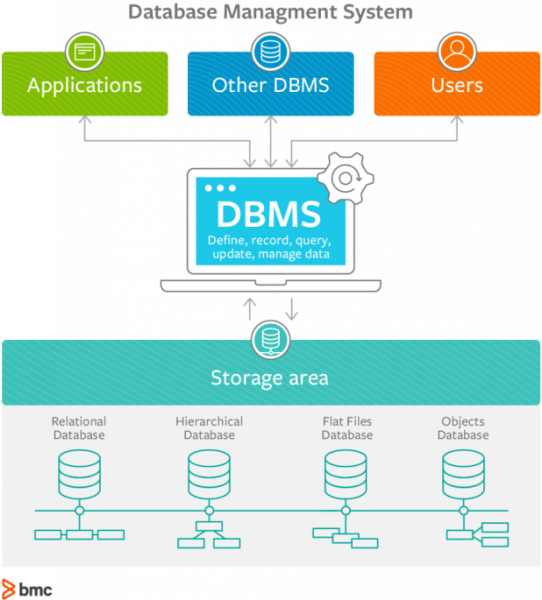 Database Managment System
Applications
Other DBMS
Users
DBMS
Define, record, query,
update, manage data
Storage area
Relational
Database
Hierarchical
Database
Flat Files
Database
Objects
Database
bmc